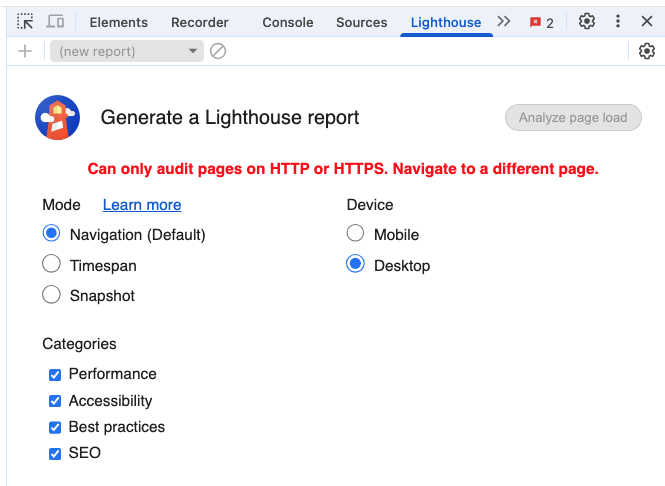 Elements Recorder Console Sources Lighthouse 2
(new report)
Generate a Lighthouse report Analyze page load
Can only audit pages on HTTP or HTTPS. Navigate to a different page.
Mode Learn more Device
Navigation (Default) Mobile
Timespan Desktop
Snapshot
Categories
Performance
Accessibility
Best practices
SEO